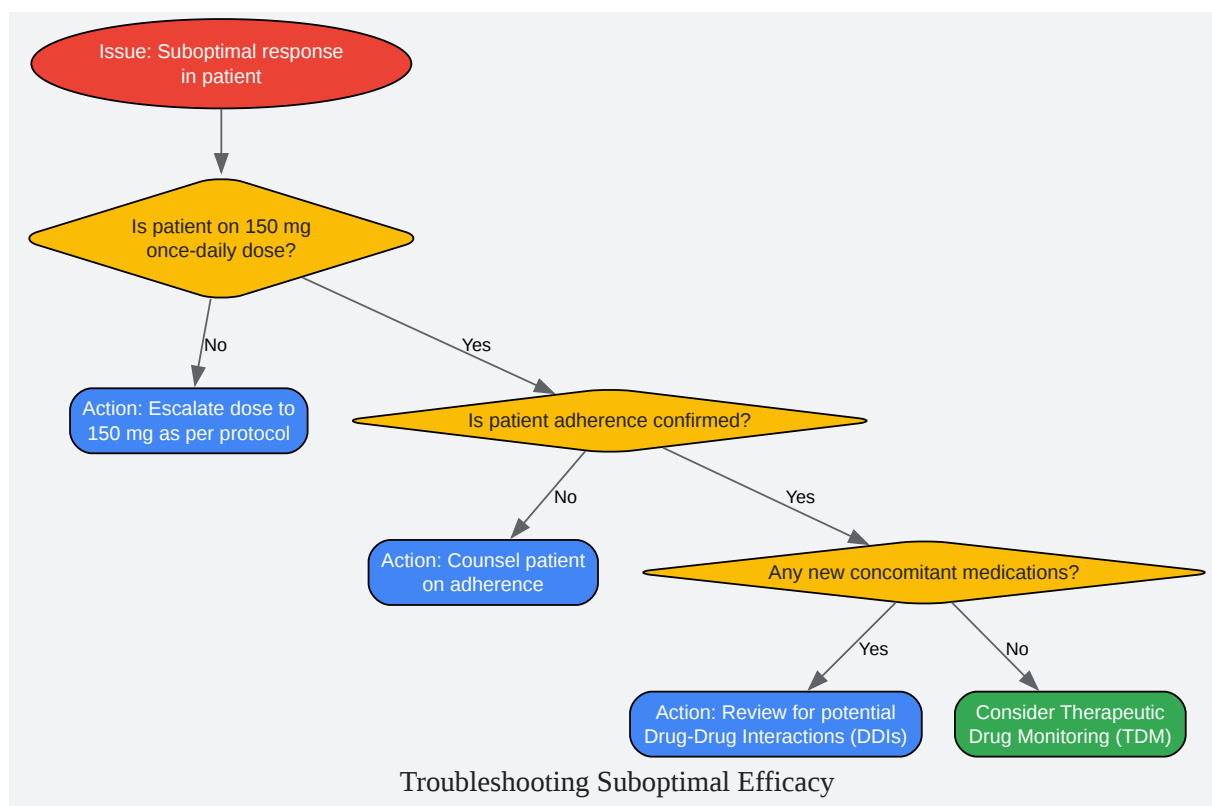 Issue: Suboptimal response
in patient
Is patient on 150 mg
once-daily dose?
No
Yes
Action: Escalate dose to
150 mg as per protocol
Is patient adherence confirmed?
No
Yes
Action: Counsel patient
on adherence
Any new concomitant medications?
Yes
No
Action: Review for potential
Drug-Drug Interactions (DDIs)
Consider Therapeutic
Drug Monitoring (TDM)
Troubleshooting Suboptimal Efficacy